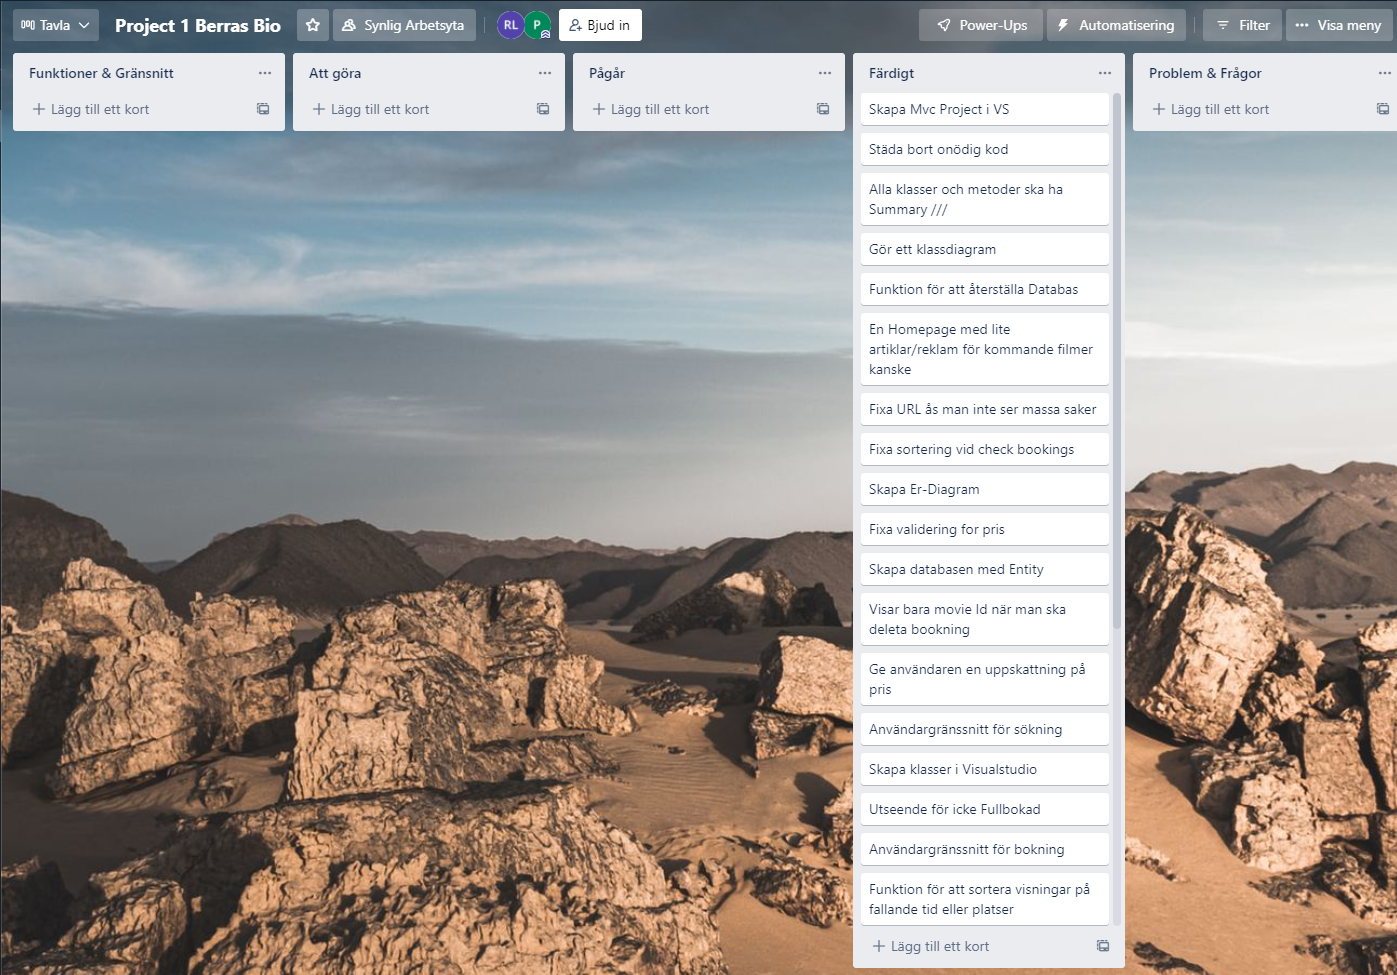 Tavla
Project 1 Berras Bio
Synlig Arbetsyta
RL
P
Bjud in
Power-Ups
Automatisering
Filter
Visa meny
Funktioner & Gränsnitt
Lägg till ett kort
Att göra
Lägg till ett kort
Pågår
Lägg till ett kort
Färdigt
Skapa Mvc Project i VS
Städa bort onödig kod
Alla klasser och metoder ska ha
Summary ///
Gör ett klassdiagram
Funktion för att återställa Databas
En Homepage med lite
artiklar/reklam för kommande filmer
kanske
Fixa URL ås man inte ser massa saker
Fixa sortering vid check bookings
Skapa Er-Diagram
Fixa validering for pris
Skapa databasen med Entity
Visar bara movie Id när man ska
deleta bookning
Ge användaren en uppskattning på
pris
Användargränssnitt för sökning
Skapa klasser i Visualstudio
Utseende för icke Fullbokad
Användargränssnitt för bokning
Funktion för att sortera visningar på
fallande tid eller platser
Lägg till ett kort
Problem & Frågor
Lägg till ett kort